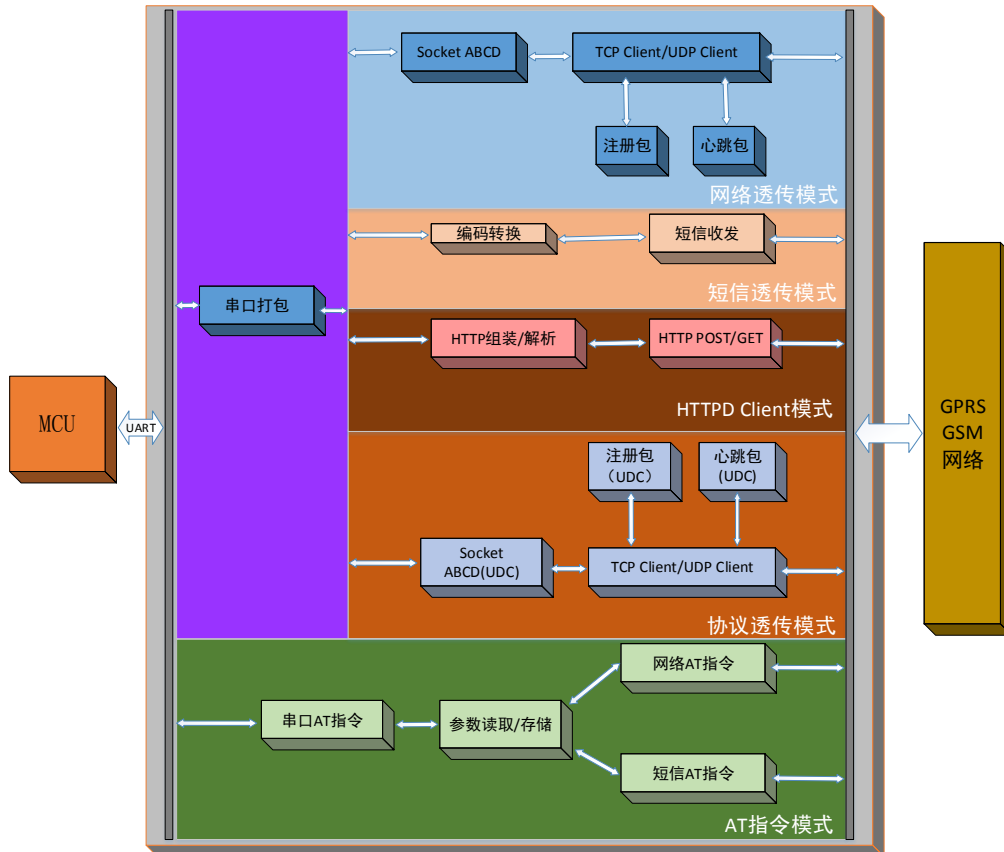 Socket ABCD
TCP Client/UDP Client
注册包
心跳包
网络透传模式
编码转换
短信收发
短信透传模式
串口打包
HTTP组装/解析
HTTP POST/GET
HTTPD Client模式
MCU
UART
GPRS
GSM
网络
注册包
（UDC）
心跳包
(UDC)
Socket
ABCD(UDC)
TCP Client/UDP Client
协议透传模式
网络AT指令
串口AT指令
参数读取/存储
短信AT指令
AT指令模式